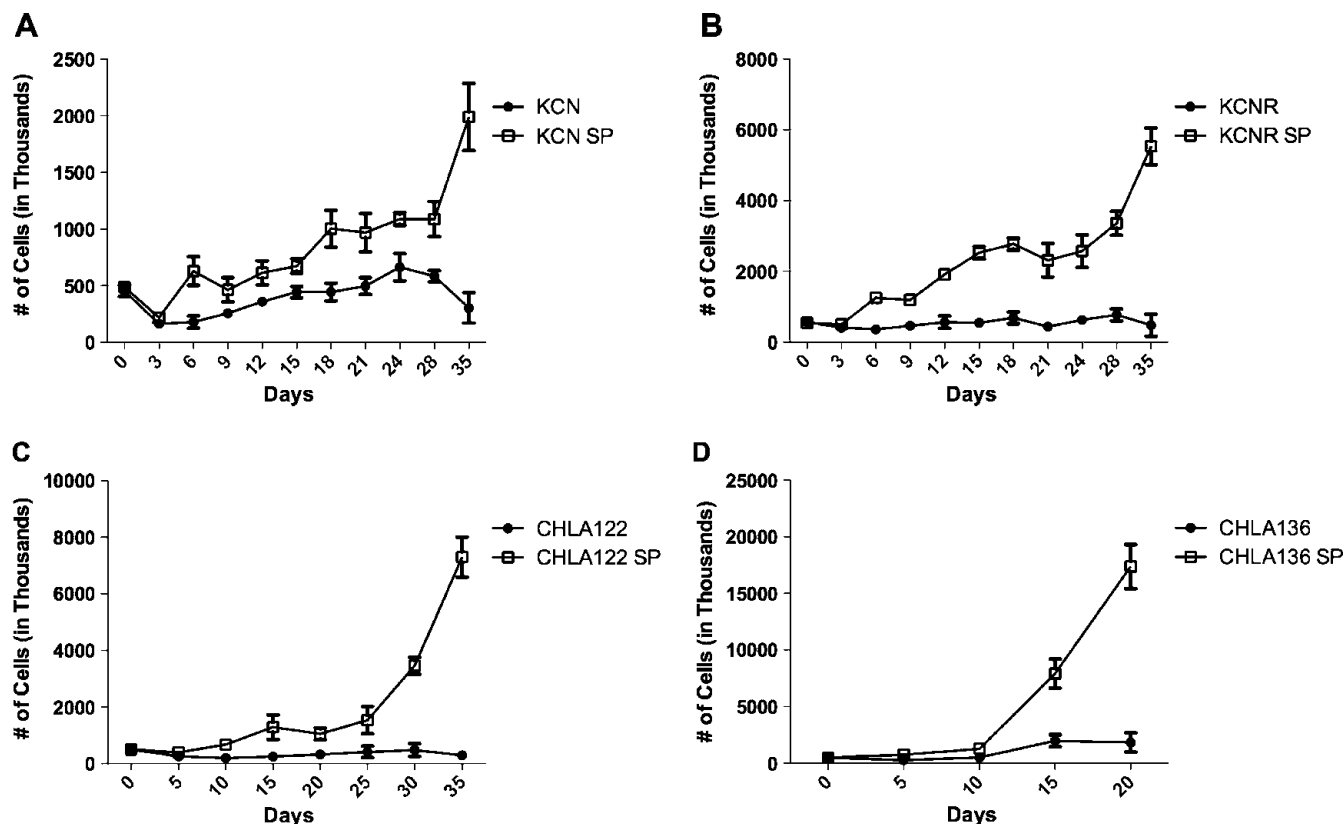 A
# of Cells (in Thousands)
2500
2000
1500
1000
500
0
0 3 6 9 12 15 18 21 24 28 35
Days
KCN
KCN SP
B
# of Cells (in Thousands)
8000
6000
4000
2000
0
0 3 6 9 12 15 18 21 24 28 35
Days
KCNR
KCNR SP
C
# of Cells (in Thousands)
10000
8000
6000
4000
2000
0
0 5 10 15 20 25 30 35
Days
CHLA122
CHLA122 SP
D
# of Cells (in Thousands)
25000
20000
15000
10000
5000
0
0 5 10 15 20
Days
CHLA136
CHLA136 SP